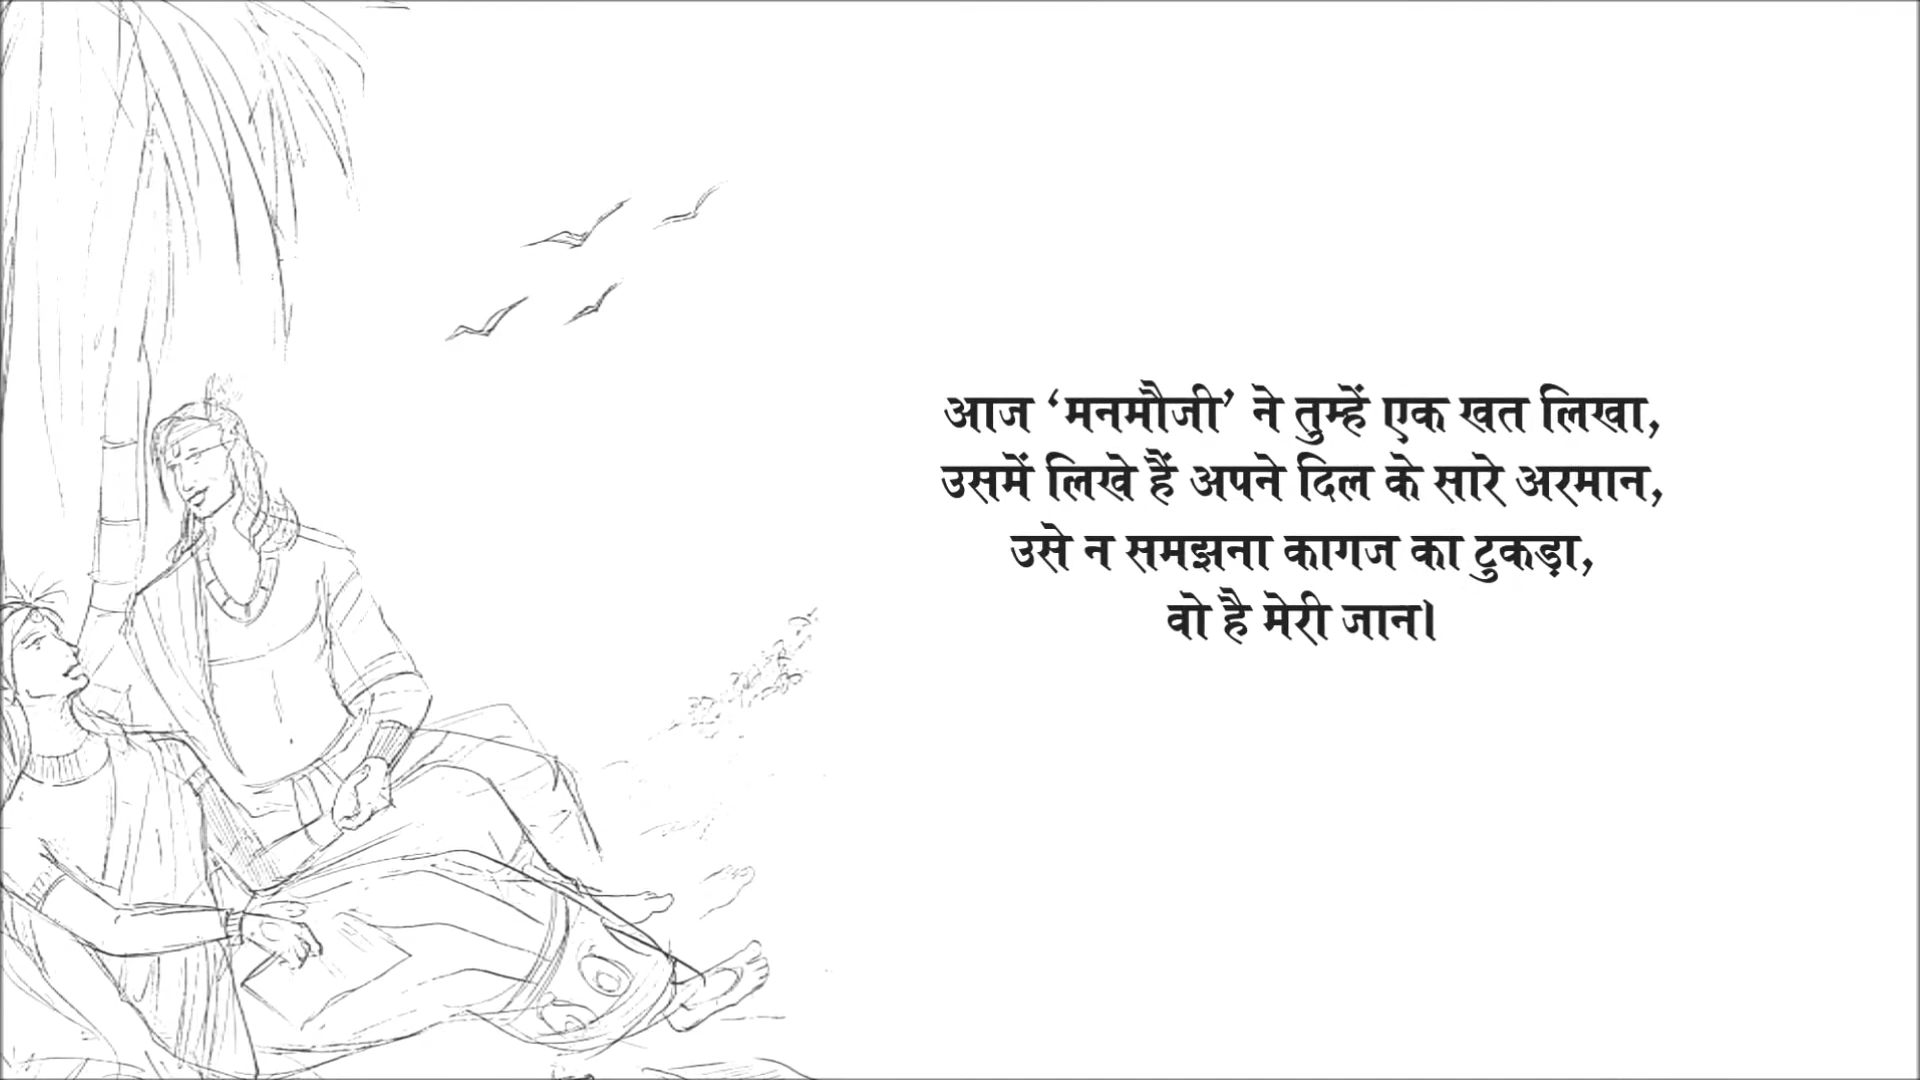 आज ‘मनमौजी’ ने तुम्हें एक खत लिखा,
उसमें लिखे हैं अपने दिल के सारे अरमान,
उसे न समझना कागज का टुकड़ा,
वो है मेरी जान।